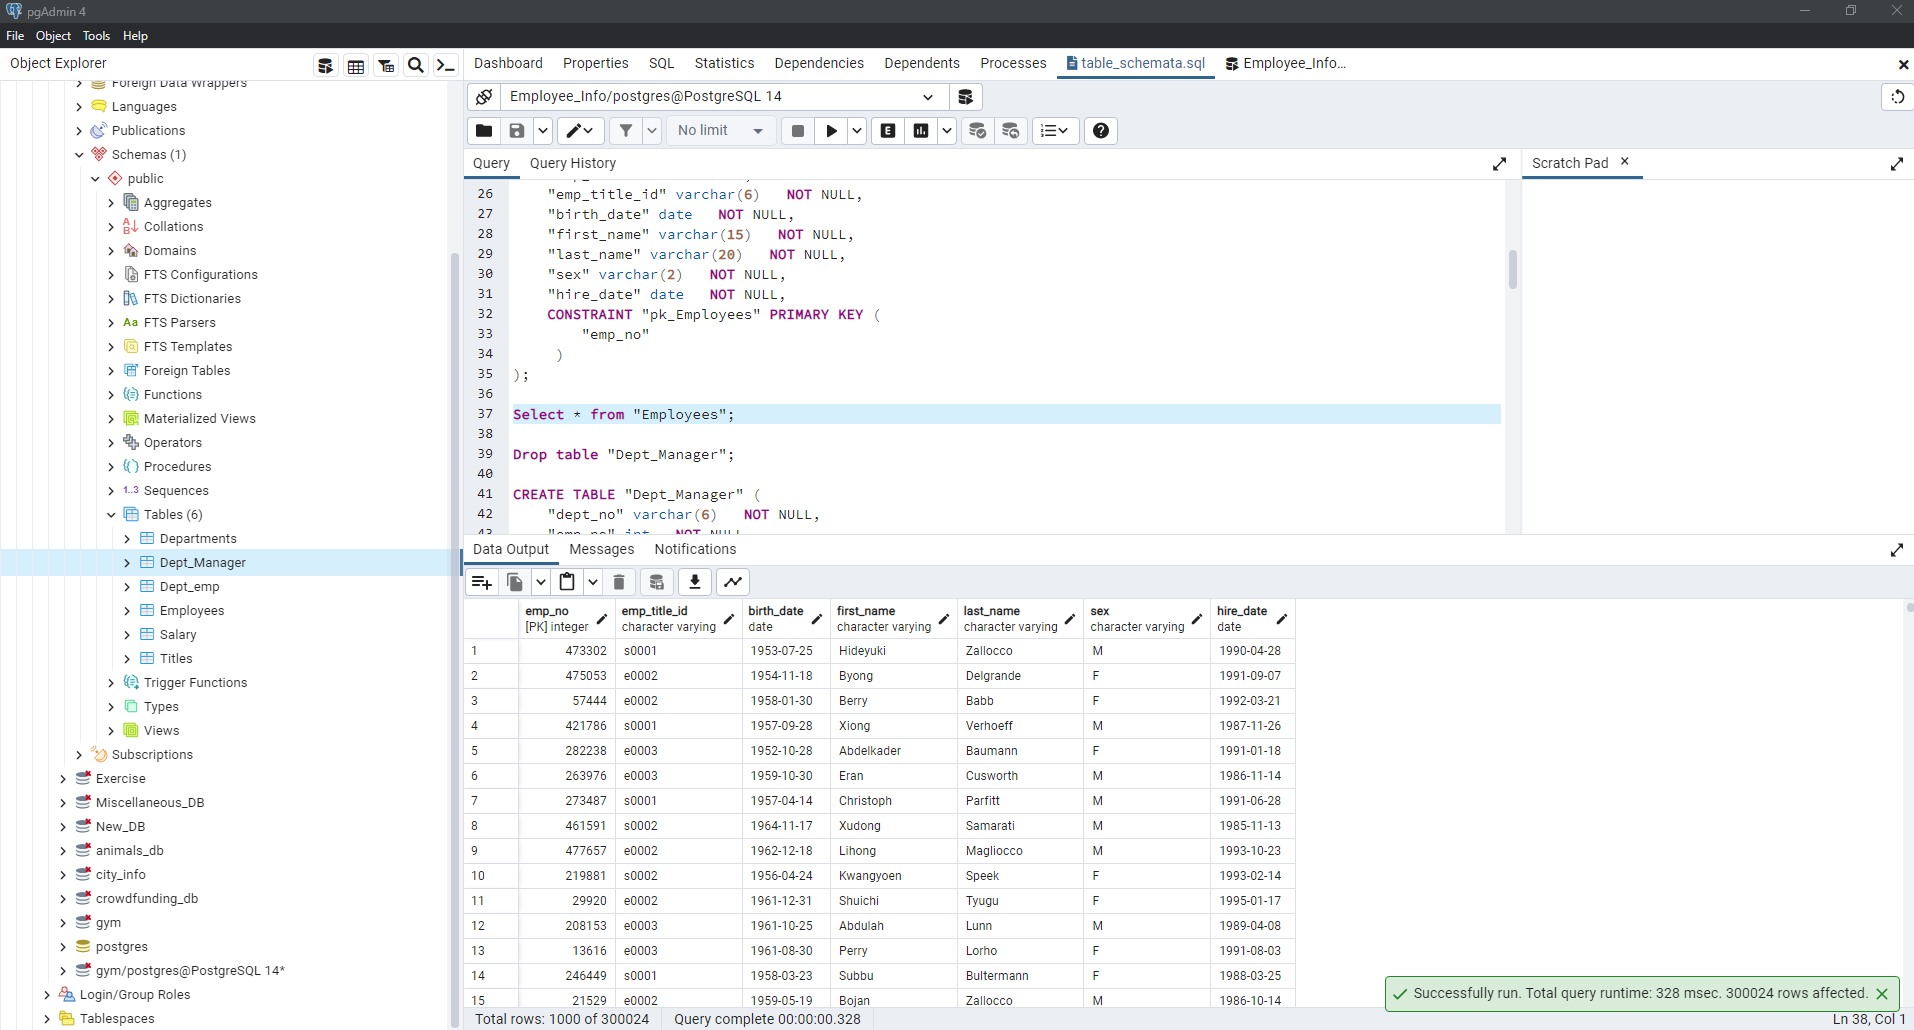 pgAdmin 4
File Object Tools Help
Object Explorer
Dashboard Properties SQL Statistics Dependencies Dependents Processes table_schemata.sql Employee_Info...
Foreign Data Wrappers
Languages
Publications
Schemas (1)
public
Aggregates
Collations
Domains
FTS Configurations
FTS Dictionaries
Aa FTS Parsers
FTS Templates
Foreign Tables
Functions
Materialized Views
Operators
Procedures
1..3 Sequences
Tables (6)
Departments
Dept_Manager
Dept_emp
Employees
Salary
Titles
Trigger Functions
Types
Views
Subscriptions
Exercise
Miscellaneous_DB
New_DB
animals_db
city_info
crowdfunding_db
gym
postgres
gym/postgres@PostgreSQL 14*
Login/Group Roles
Tablespaces
Employee_Info/postgres@PostgreSQL 14
No limit
E
Query Query History
Scratch Pad
26 "emp_title_id" varchar(6) NOT NULL,
27 "birth_date" date NOT NULL,
28 "first_name" varchar(15) NOT NULL,
29 "last_name" varchar(20) NOT NULL,
30 "sex" varchar(2) NOT NULL,
31 "hire_date" date NOT NULL,
32 CONSTRAINT "pk_Employees" PRIMARY KEY (
33 "emp_no"
34 )
35 );
36
37 Select * from "Employees";
38
39 Drop table "Dept_Manager";
40
41 CREATE TABLE "Dept_Manager" (
42 "dept_no" varchar(6) NOT NULL,
43 "emp_no" int NOT NULL
Data Output Messages Notifications
emp_no emp_title_id birth_date first_name last_name sex hire_date
[PK] integer character varying date character varying character varying character varying date
1 473302 s0001 1953-07-25 Hideyuki Zallocco M 1990-04-28
2 475053 e0002 1954-11-18 Byong Delgrande F 1991-09-07
3 57444 e0002 1958-01-30 Berry Babb F 1992-03-21
4 421786 s0001 1957-09-28 Xiong Verhoeff M 1987-11-26
5 282238 e0003 1952-10-28 Abdelkader Baumann F 1991-01-18
6 263976 e0003 1959-10-30 Eran Cusworth M 1986-11-14
7 273487 s0001 1957-04-14 Christoph Parfitt M 1991-06-28
8 461591 s0002 1964-11-17 Xudong Samarati M 1985-11-13
9 477657 e0002 1962-12-18 Lihong Magliocco M 1993-10-23
10 219881 s0002 1956-04-24 Kwangyoen Speek F 1993-02-14
11 29920 e0002 1961-12-31 Shuichi Tyugu F 1995-01-17
12 208153 e0003 1961-10-25 Abdulah Lunn M 1989-04-08
13 13616 e0003 1961-08-30 Perry Lorho F 1991-08-03
14 246449 s0001 1958-03-23 Subbu Bultermann F 1988-03-25
15 21529 e0002 1959-05-19 Bojan Zallocco M 1986-10-14
Successfully run. Total query runtime: 328 msec. 300024 rows affected.
Total rows: 1000 of 300024 Query complete 00:00:00.328 Ln 38, Col 1